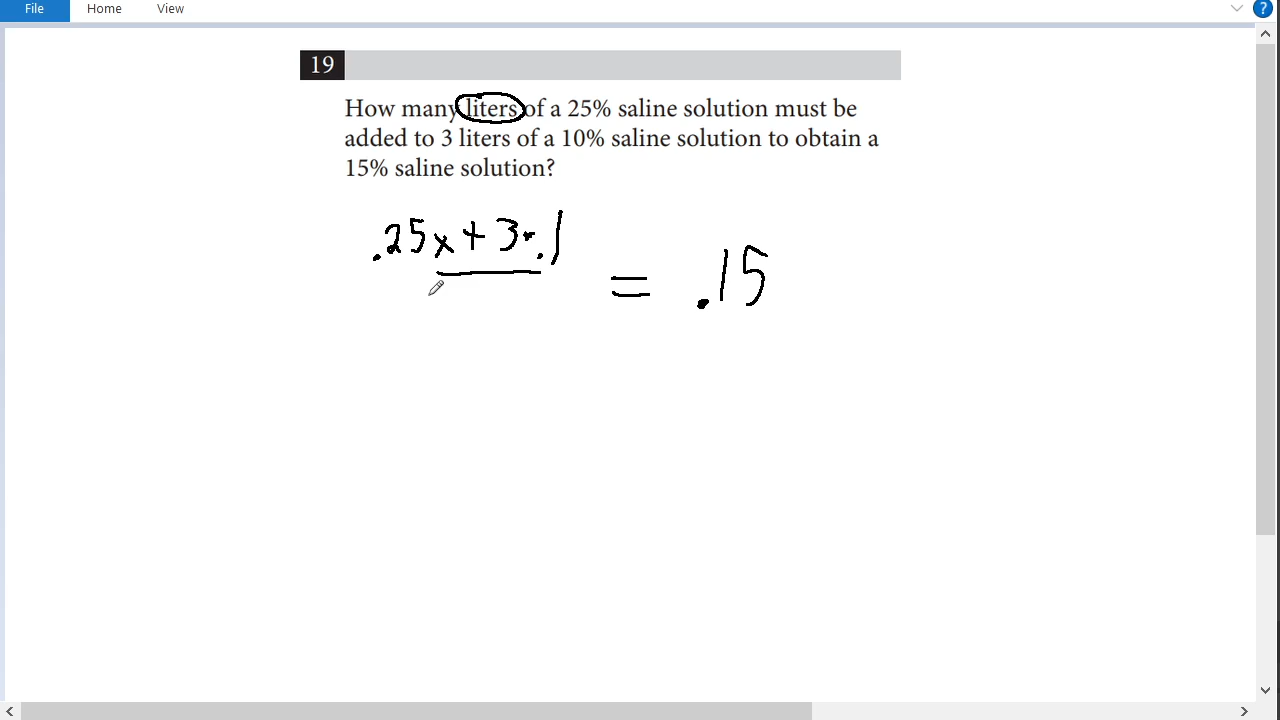 File Home View
19
How many liters of a 25% saline solution must be
added to 3 liters of a 10% saline solution to obtain a
15% saline solution?
.25x + 3 · .1
= .15